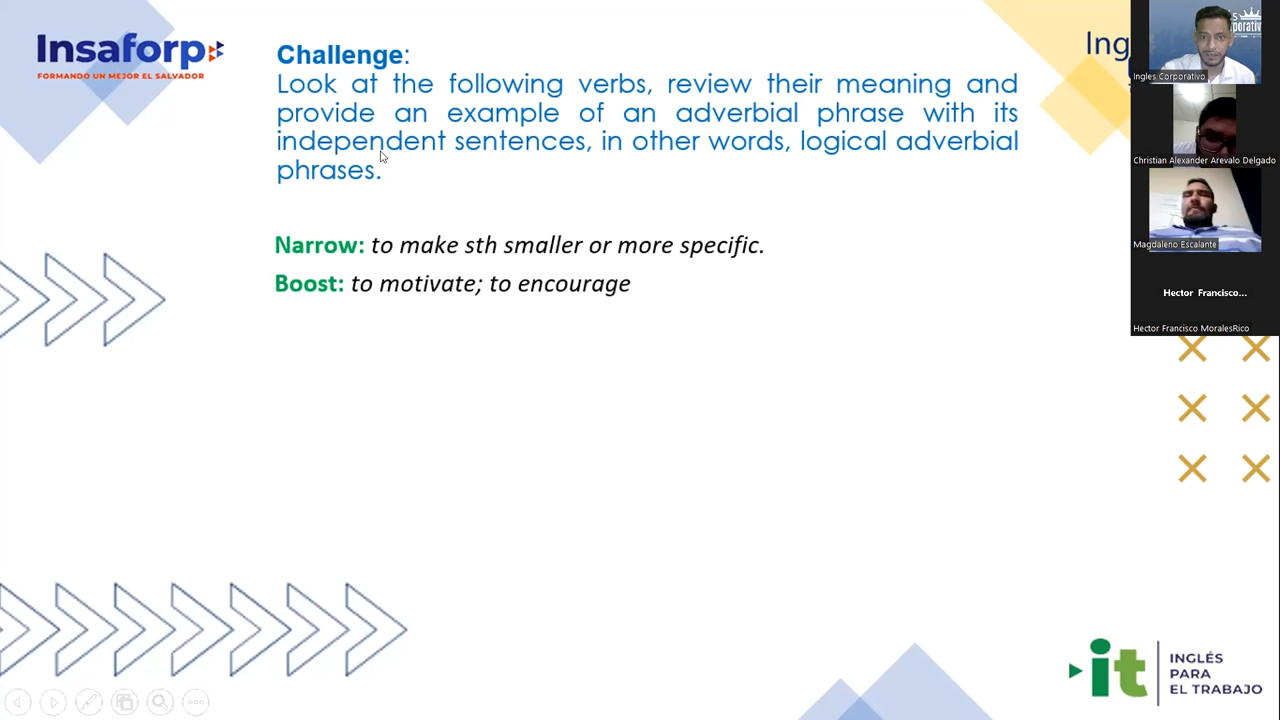 Insaforp
FORMANDO UN MEJOR EL SALVADOR
Challenge:
Look at the following verbs, review their meaning and
provide an example of an adverbial phrase with its
independent sentences, in other words, logical adverbial
phrases.
Narrow: to make sth smaller or more specific.
Boost: to motivate; to encourage
Ing
Ingles Corporativo
Christian Alexander Arevalo Delgado
Magdaleno Escalante
Hector Francisco...
Hector Francisco MoralesRico
it
INGLÉS
PARA
EL TRABAJO